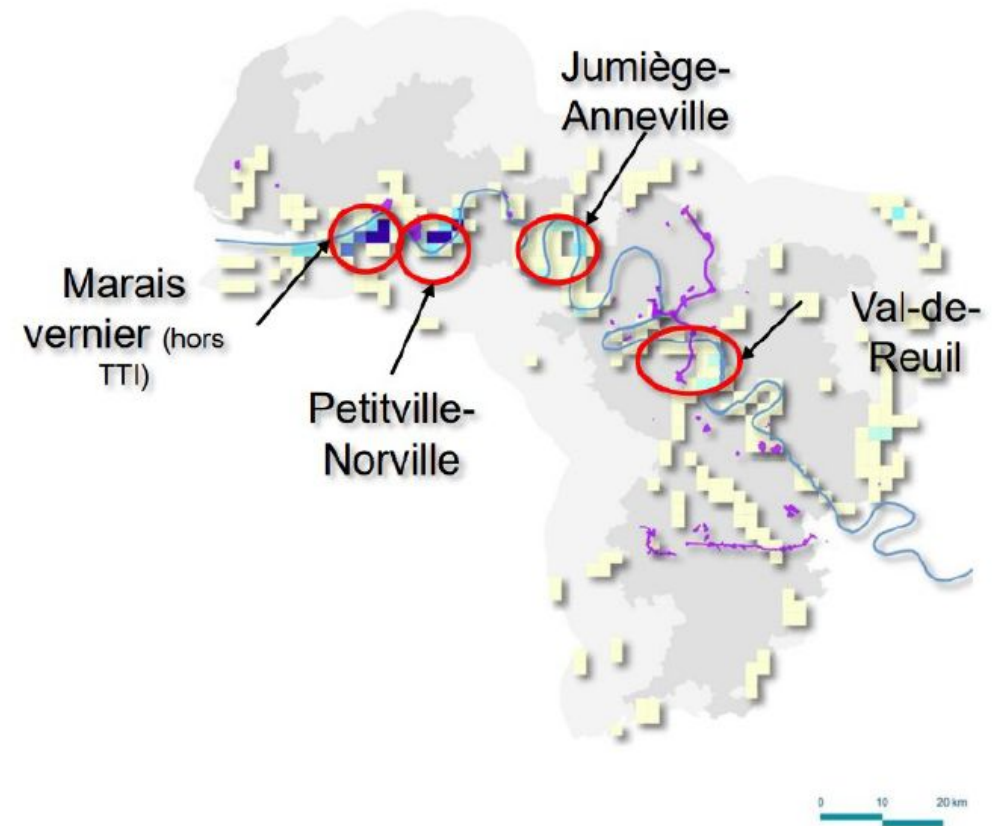 Jumiège-
Anneville
Marais
vernier (hors
TTI)
Val-de-
Reuil
Petitville-
Norville
0 10 20 km